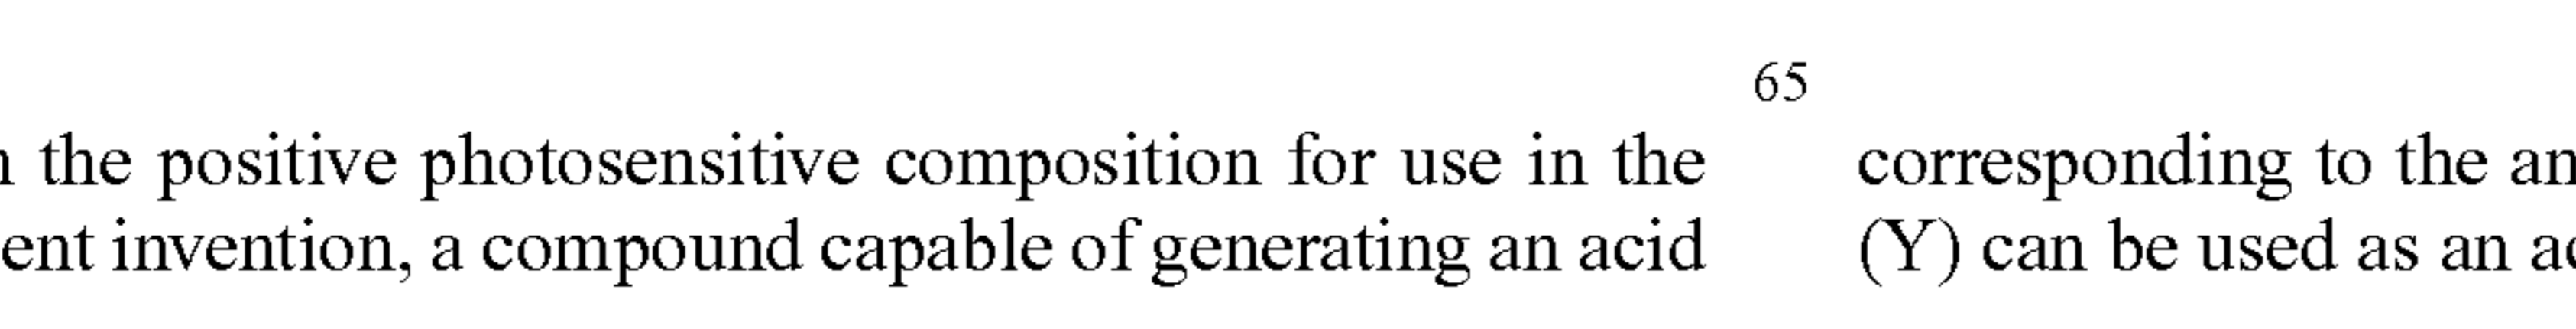 the positive photosensitive composition for use in the
ent invention, a compound capable of generating an acid
65
corresponding to the an
(Y) can be used as an